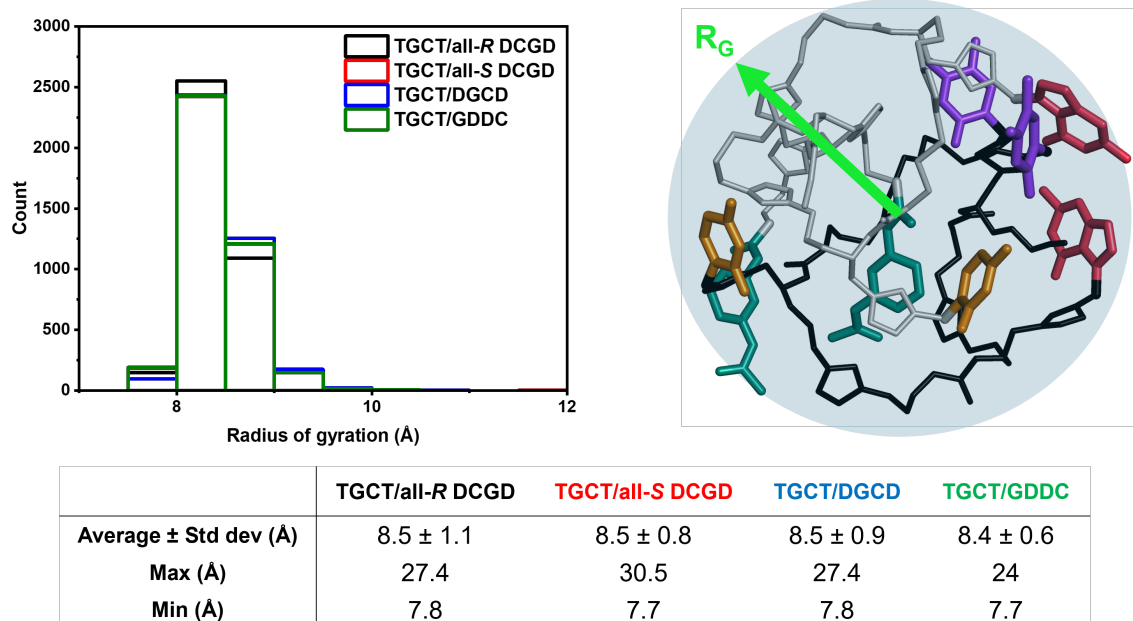 3000
2500
2000
1500
1000
500
0
Count
8
10
12
Radius of gyration (Å)
TGCT/all-R DCGD
TGCT/all-S DCGD
TGCT/DGCD
TGCT/GDDC
RG
TGCT/all-R DCGD TGCT/all-S DCGD TGCT/DGCD TGCT/GDDC
Average ± Std dev (Å) 8.5 ± 1.1 8.5 ± 0.8 8.5 ± 0.9 8.4 ± 0.6
Max (Å) 27.4 30.5 27.4 24
Min (Å) 7.8 7.7 7.8 7.7